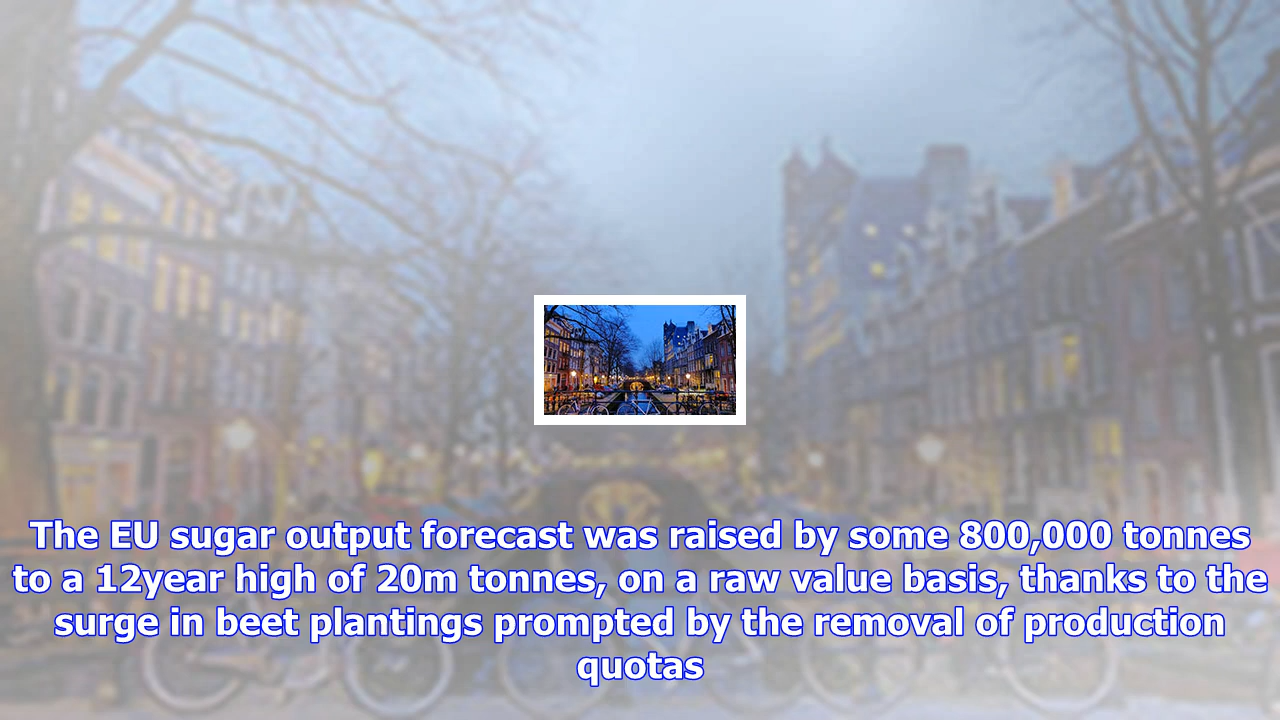 The EU sugar output forecast was raised by some 800,000 tonnes
to a 12year high of 20m tonnes, on a raw value basis, thanks to the
surge in beet plantings prompted by the removal of production
quotas